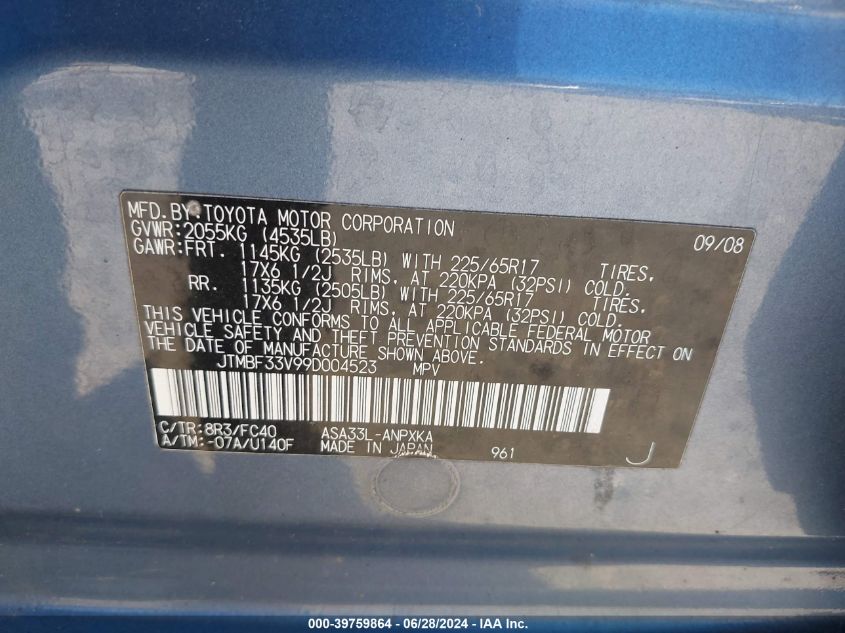 MFD.BY:TOYOTA MOTOR CORPORATION 09/08
GVWR:2055KG (4535LB)
GAWR:FRT. 1145KG (2535LB) WITH 225/65R17 TIRES,
17X6 1/2J RIMS, AT 220KPA (32PSI) COLD.
RR. 1135KG (2505LB) WITH 225/65R17 TIRES,
17X6 1/2J RIMS, AT 220KPA (32PSI) COLD.
THIS VEHICLE CONFORMS TO ALL APPLICABLE FEDERAL MOTOR
VEHICLE SAFETY AND THEFT PREVENTION STANDARDS IN EFFECT ON
THE DATE OF MANUFACTURE SHOWN ABOVE.
JTMBF33V99D004523 MPV
C/TR:8R3/FC40 ASA33L-ANPXKA
A/TM:-07A/U140F MADE IN JAPAN 961 J
000-39759864 - 06/28/2024 - IAA Inc.